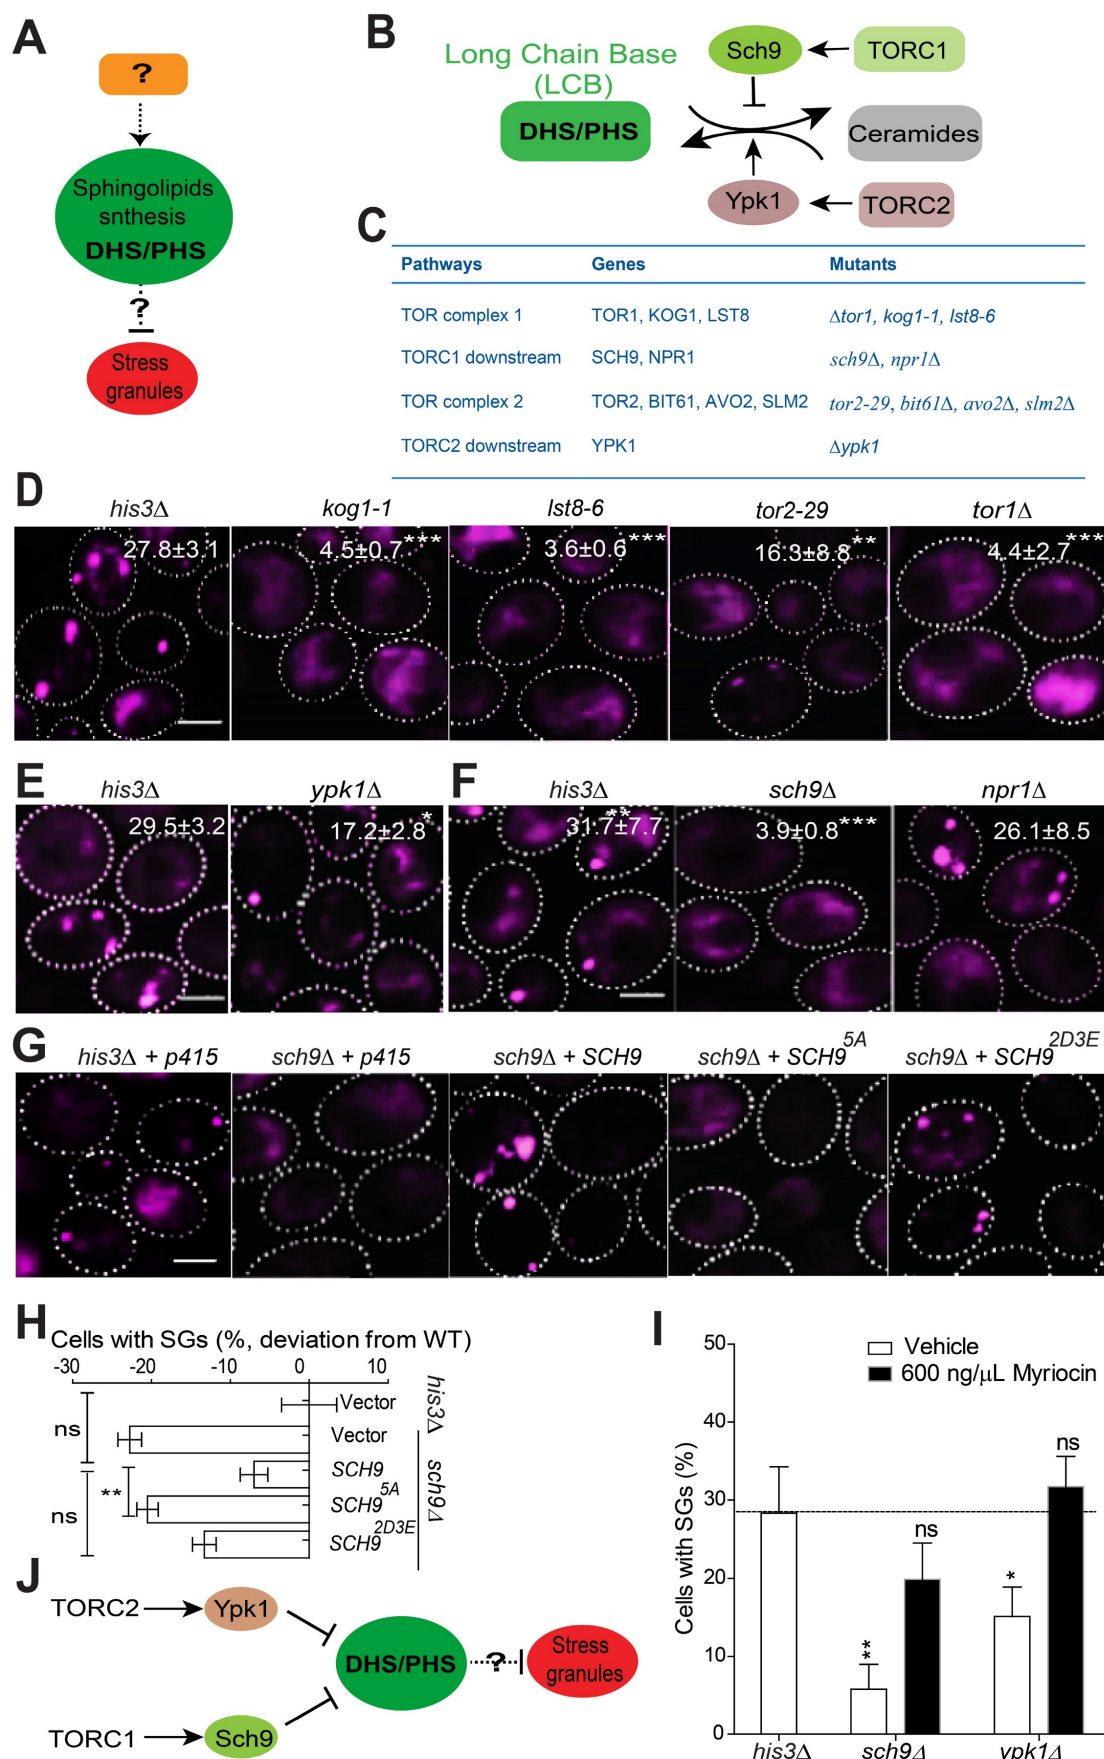 A
?
Sphingolipids
snthesis
DHS/PHS
?
Stress
granules
B
Long Chain Base
(LCB)
DHS/PHS
Sch9
TORC1
Ceramides
Ypk1
TORC2
C
Pathways Genes Mutants
TOR complex 1 TOR1, KOG1, LST8 Δtor1, kog1-1, lst8-6
TORC1 downstream SCH9, NPR1 sch9Δ, npr1Δ
TOR complex 2 TOR2, BIT61, AVO2, SLM2 tor2-29, bit61Δ, avo2Δ, slm2Δ
TORC2 downstream YPK1 Δypk1
D
his3Δ kog1-1 lst8-6 tor2-29 tor1Δ
27.8±3.1 4.5±0.7*** 3.6±0.6*** 16.3±8.8** 4.4±2.7***
E
his3Δ ypk1Δ
29.5±3.2 17.2±2.8*
F
his3Δ sch9Δ npr1Δ
31.7±7.7** 3.9±0.8*** 26.1±8.5
G
his3Δ + p415 sch9Δ + p415 sch9Δ + SCH9 sch9Δ + SCH9 5A sch9Δ + SCH9 2D3E
H
Cells with SGs (%, deviation from WT)
-30 -20 -10 0 10
Vector
Vector
SCH9
SCH9 5A
SCH9 2D3E
his3Δ
sch9Δ
ns
**
ns
I
Vehicle
600 ng/μL Myriocin
Cells with SGs (%)
50
40
30
20
10
0
**
ns
*
ns
his3Δ sch9Δ ypk1Δ
J
TORC2 Ypk1
DHS/PHS
?
Stress
granules
TORC1 Sch9